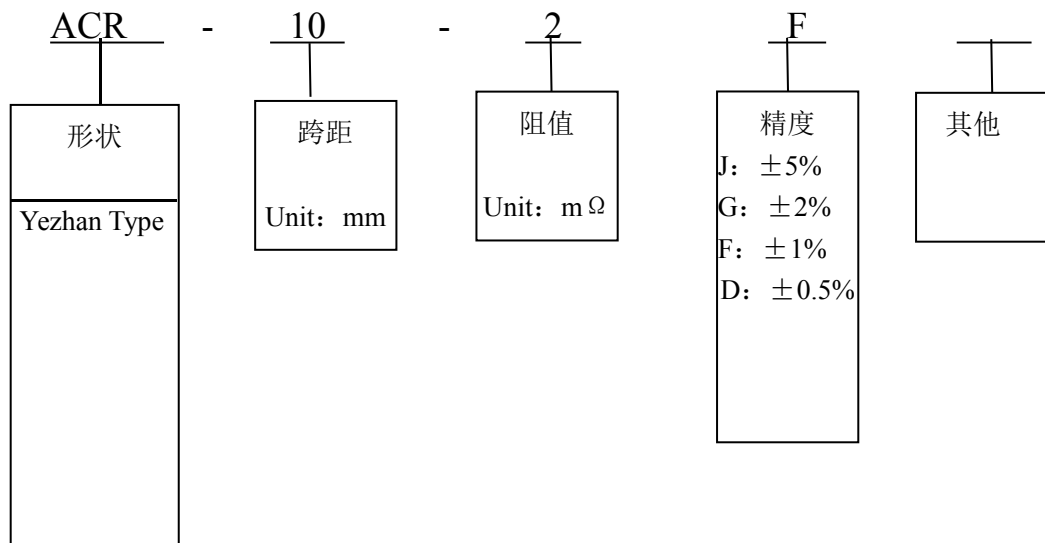 ACR - 10 - 2 F
形状
Yezhan Type
跨距
Unit：mm
阻值
Unit：mΩ
精度
J：±5%
G：±2%
F：±1%
D：±0.5%
其他